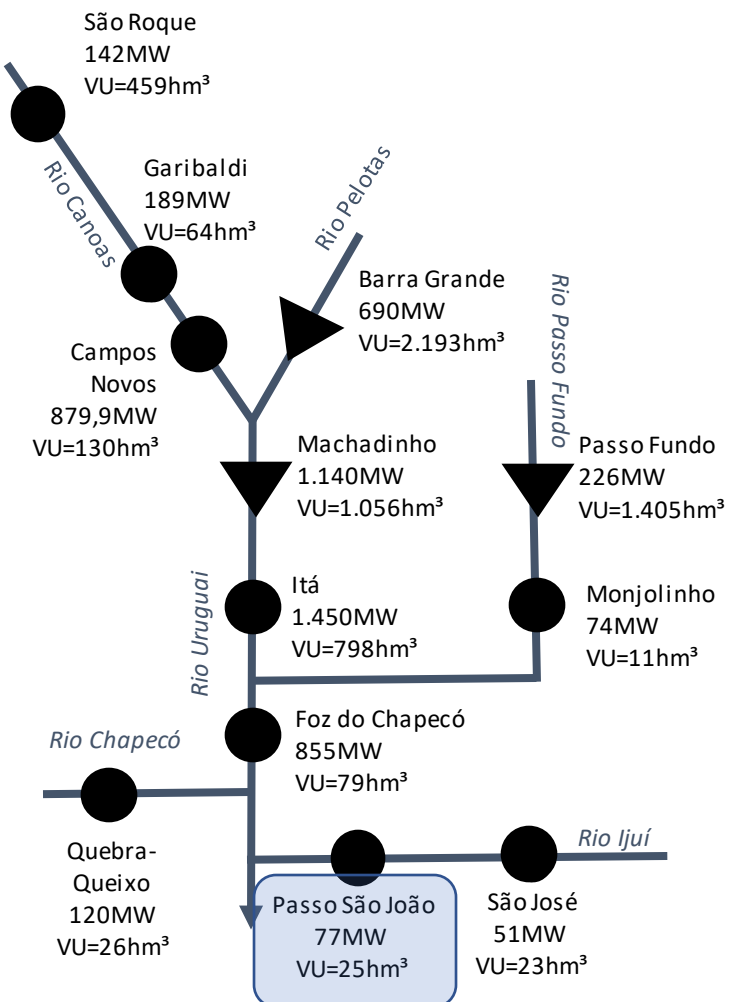 São Roque
142MW
VU=459hm³
Rio Canoas
Garibaldi
189MW
VU=64hm³
Rio Pelotas
Barra Grande
690MW
VU=2.193hm³
Rio Passo Fundo
Campos
Novos
879,9MW
VU=130hm³
Machadinho
1.140MW
VU=1.056hm³
Passo Fundo
226MW
VU=1.405hm³
Rio Uruguai
Itá
1.450MW
VU=798hm³
Monjolinho
74MW
VU=11hm³
Foz do Chapecó
855MW
VU=79hm³
Rio Chapecó
Quebra-
Queixo
120MW
VU=26hm³
Rio Ijuí
Passo São João
77MW
VU=25hm³
São José
51MW
VU=23hm³